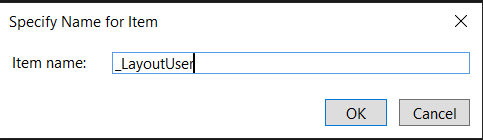 Specify Name for Item
Item name: _LayoutUser
OK Cancel